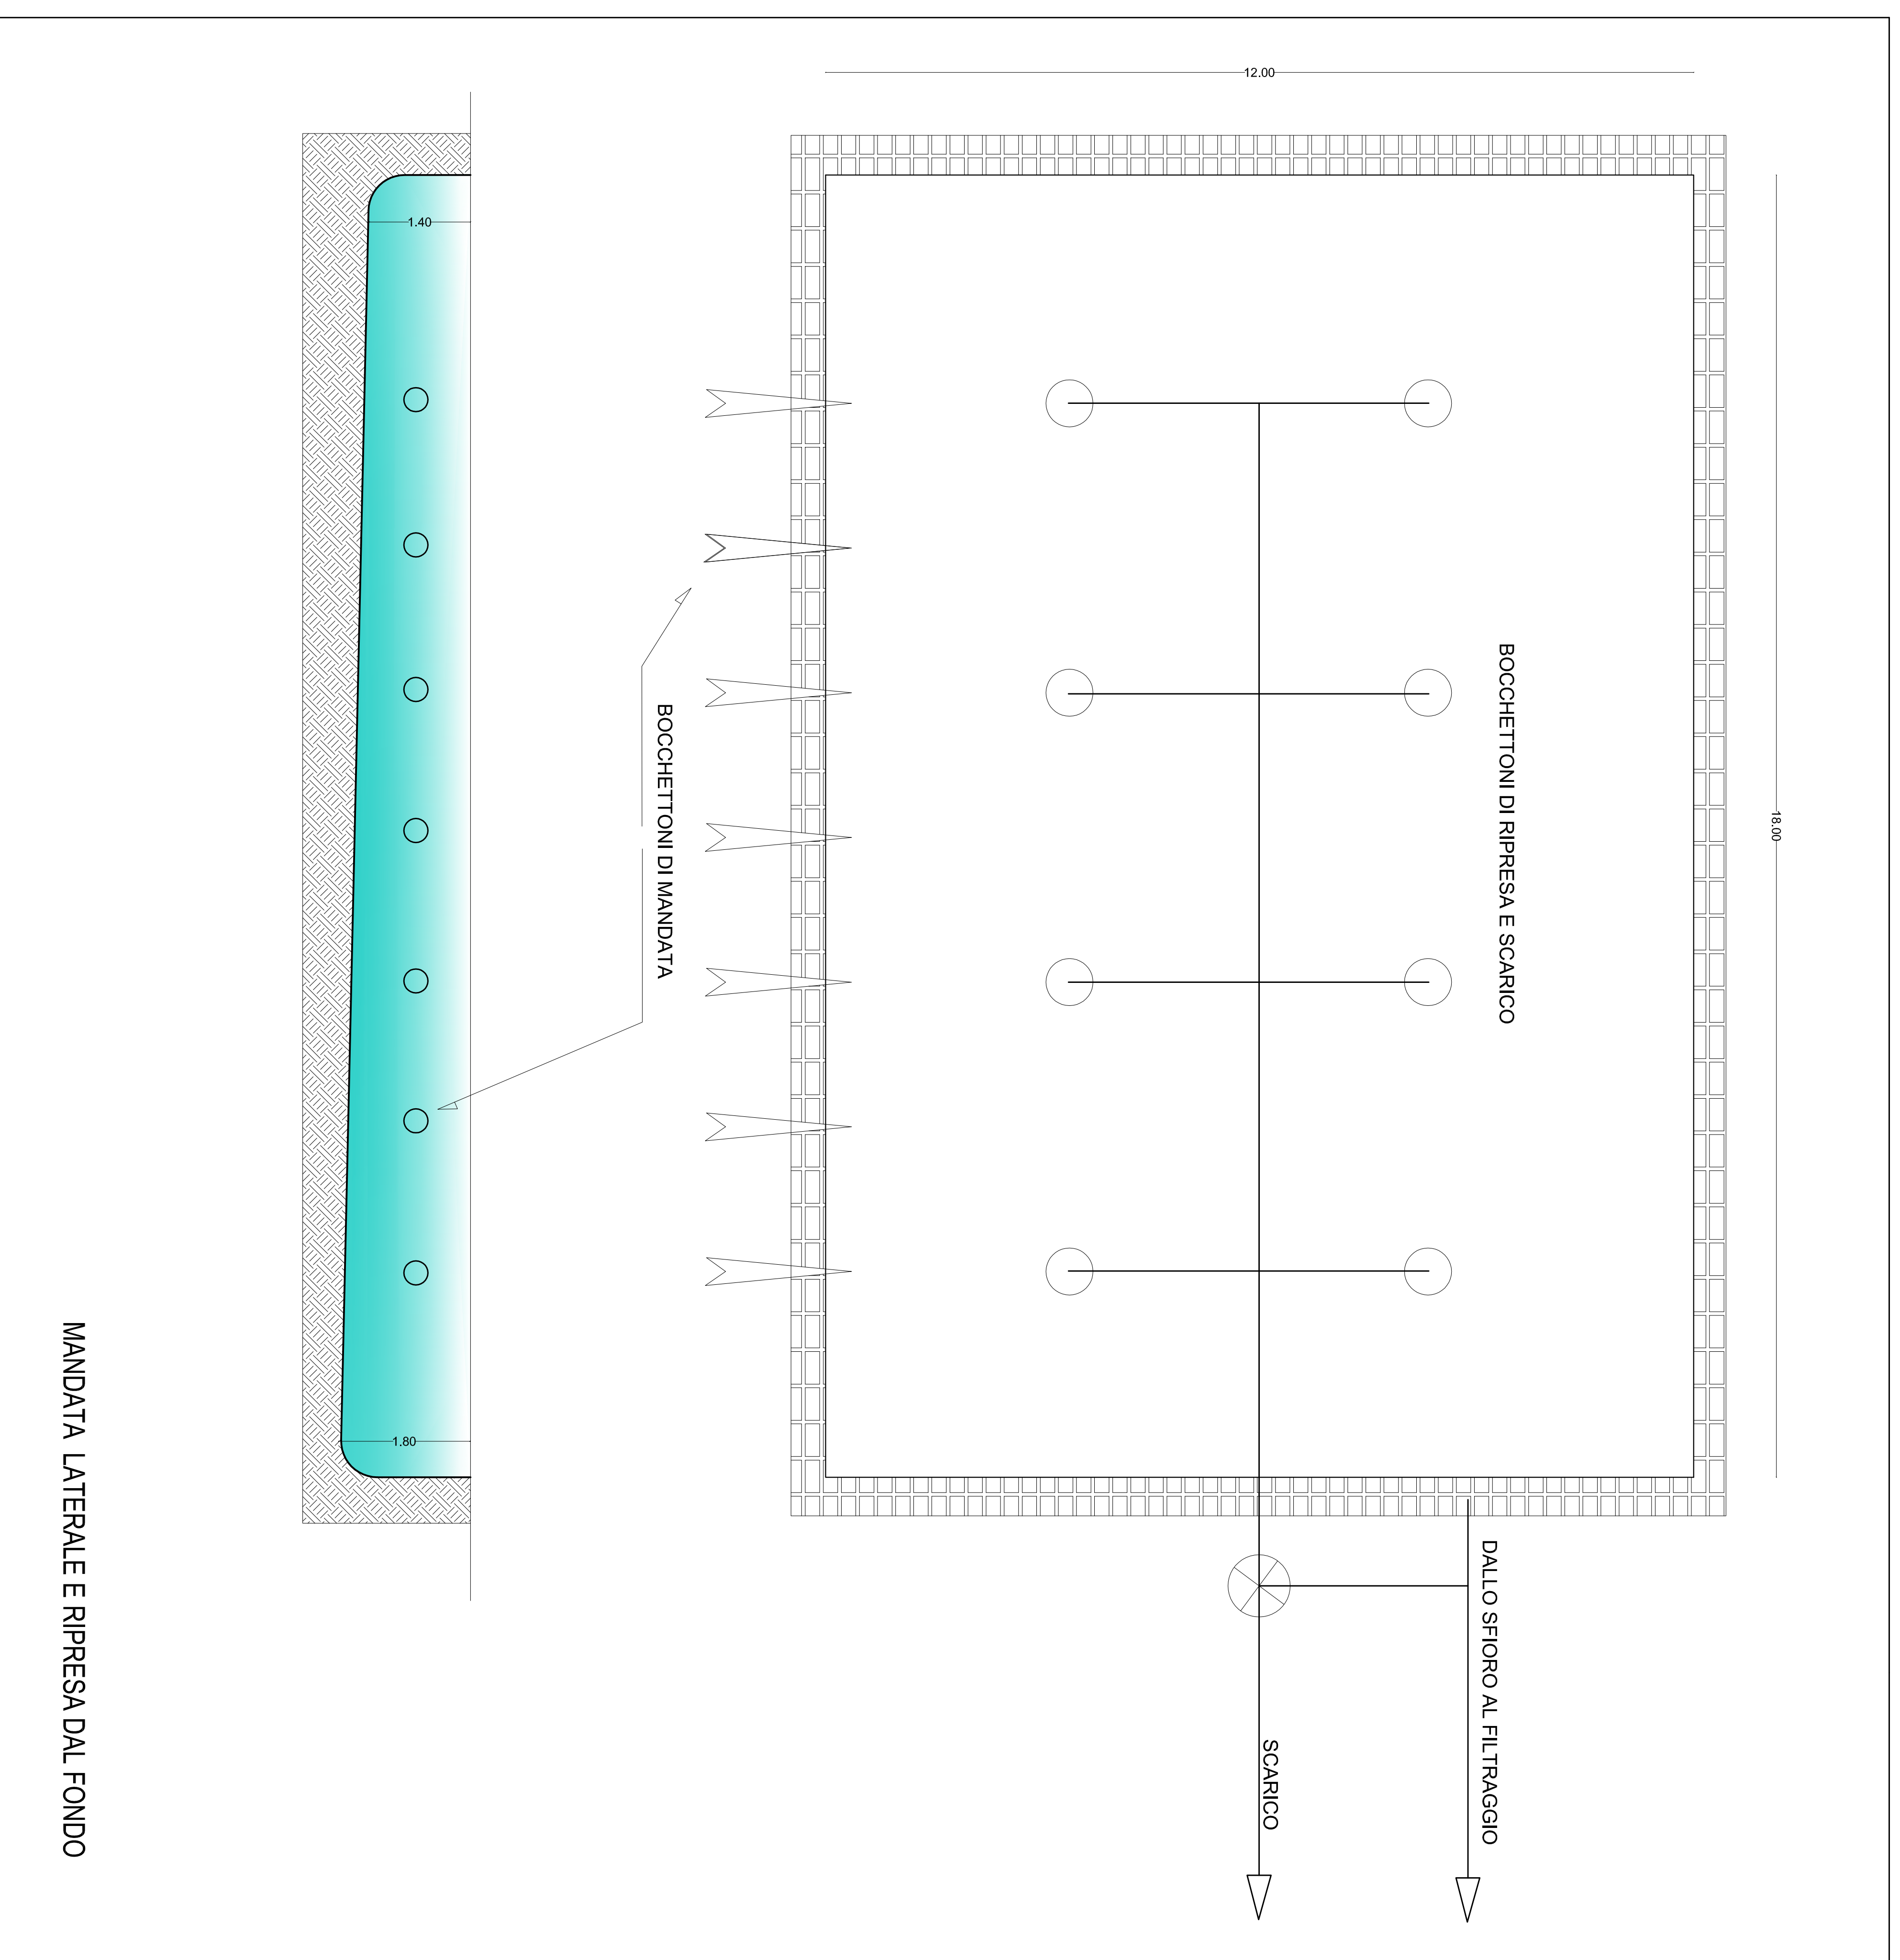 12.00
18.00
BOCCHETTONI DI RIPRESA E SCARICO
DALLO SFIORO AL FILTRAGGIO
SCARICO
BOCCHETTONI DI MANDATA
1.40
1.80
MANDATA LATERALE E RIPRESA DAL FONDO